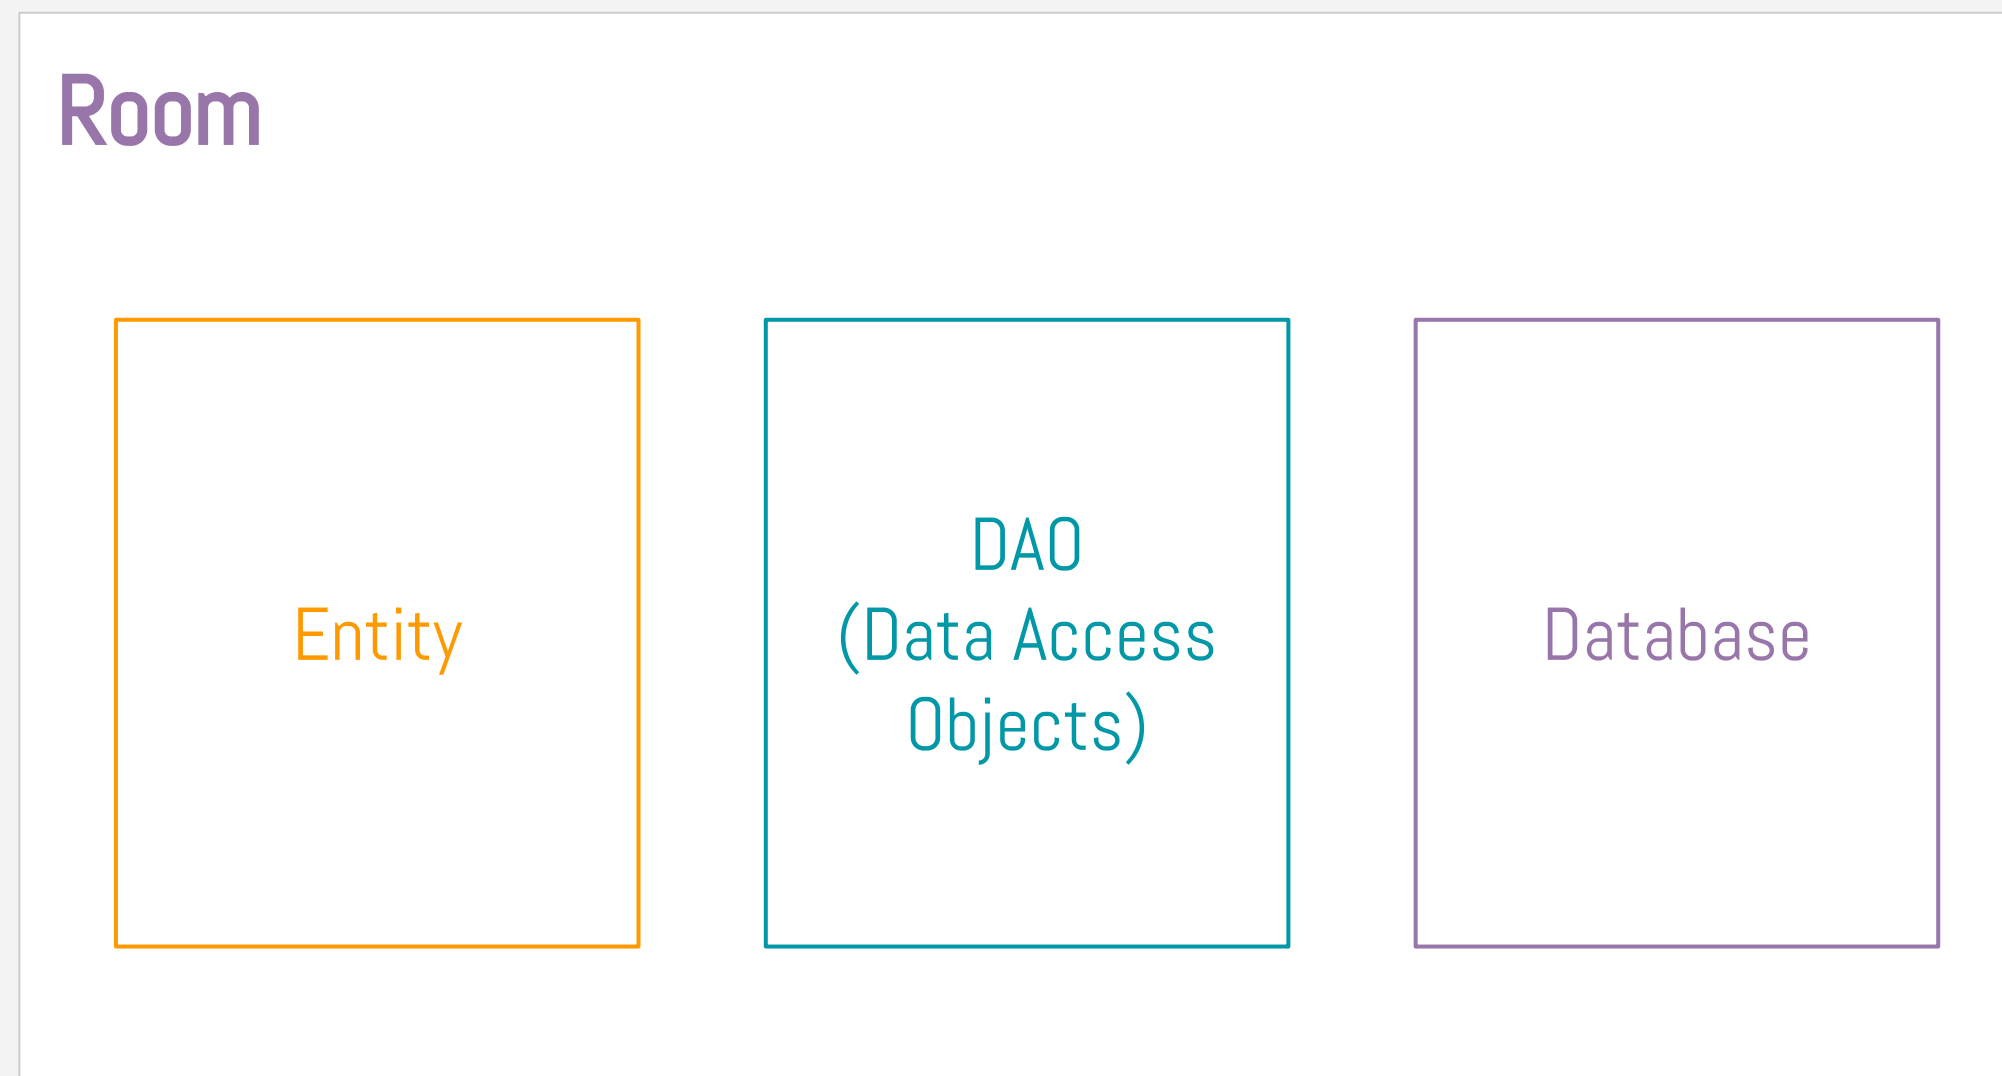 Room
Entity
DAO
(Data Access
Objects)
Database